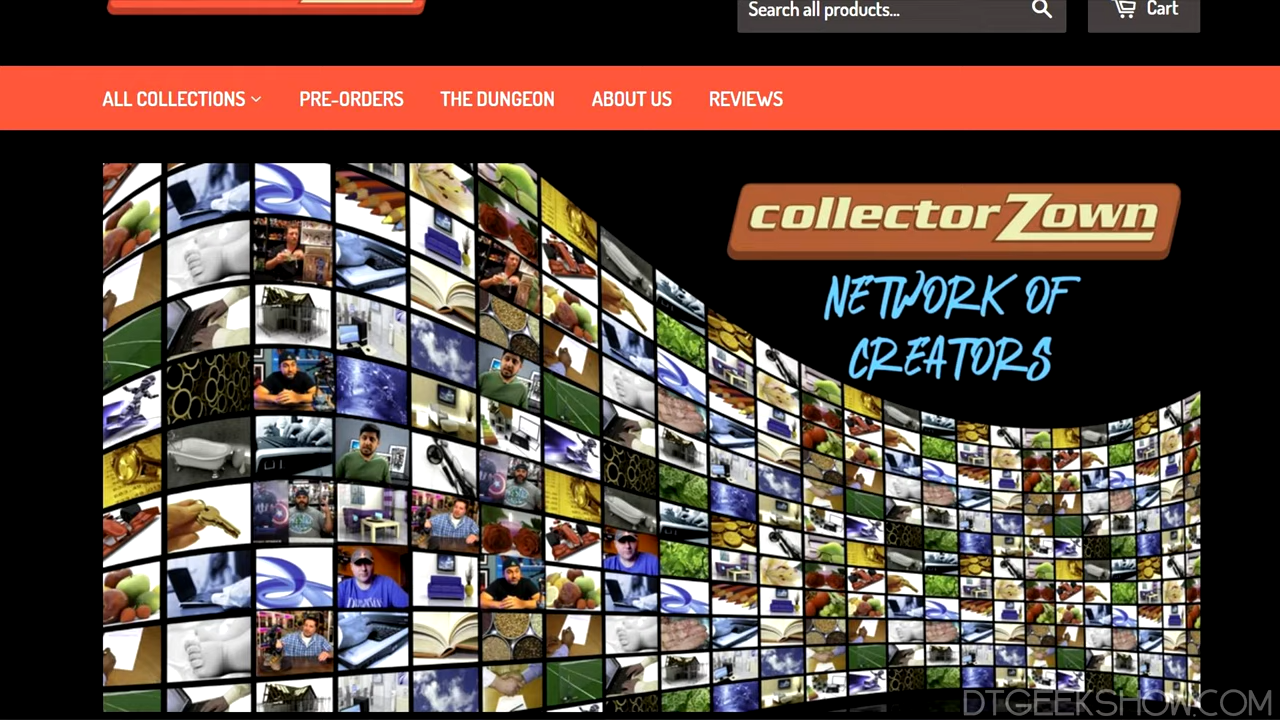 Search all products...
Cart
ALL COLLECTIONS
PRE-ORDERS
THE DUNGEON
ABOUT US
REVIEWS
collectorZown
NETWORK OF
CREATORS
DTGEEKSHOW.COM